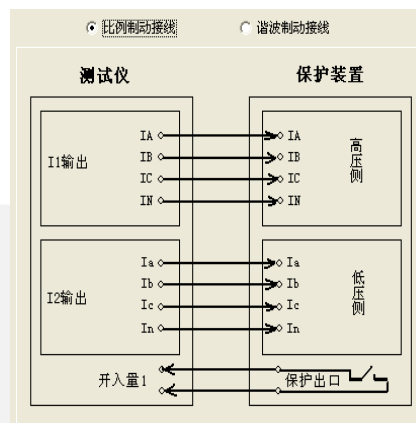 比例制动接线 谐波制动接线
测试仪 保护装置
IA IA
I1输出 IB IB 高压侧
IC IC
IN IN
Ia Ia
I2输出 Ib Ib 低压侧
Ic Ic
In In
开入量1 保护出口